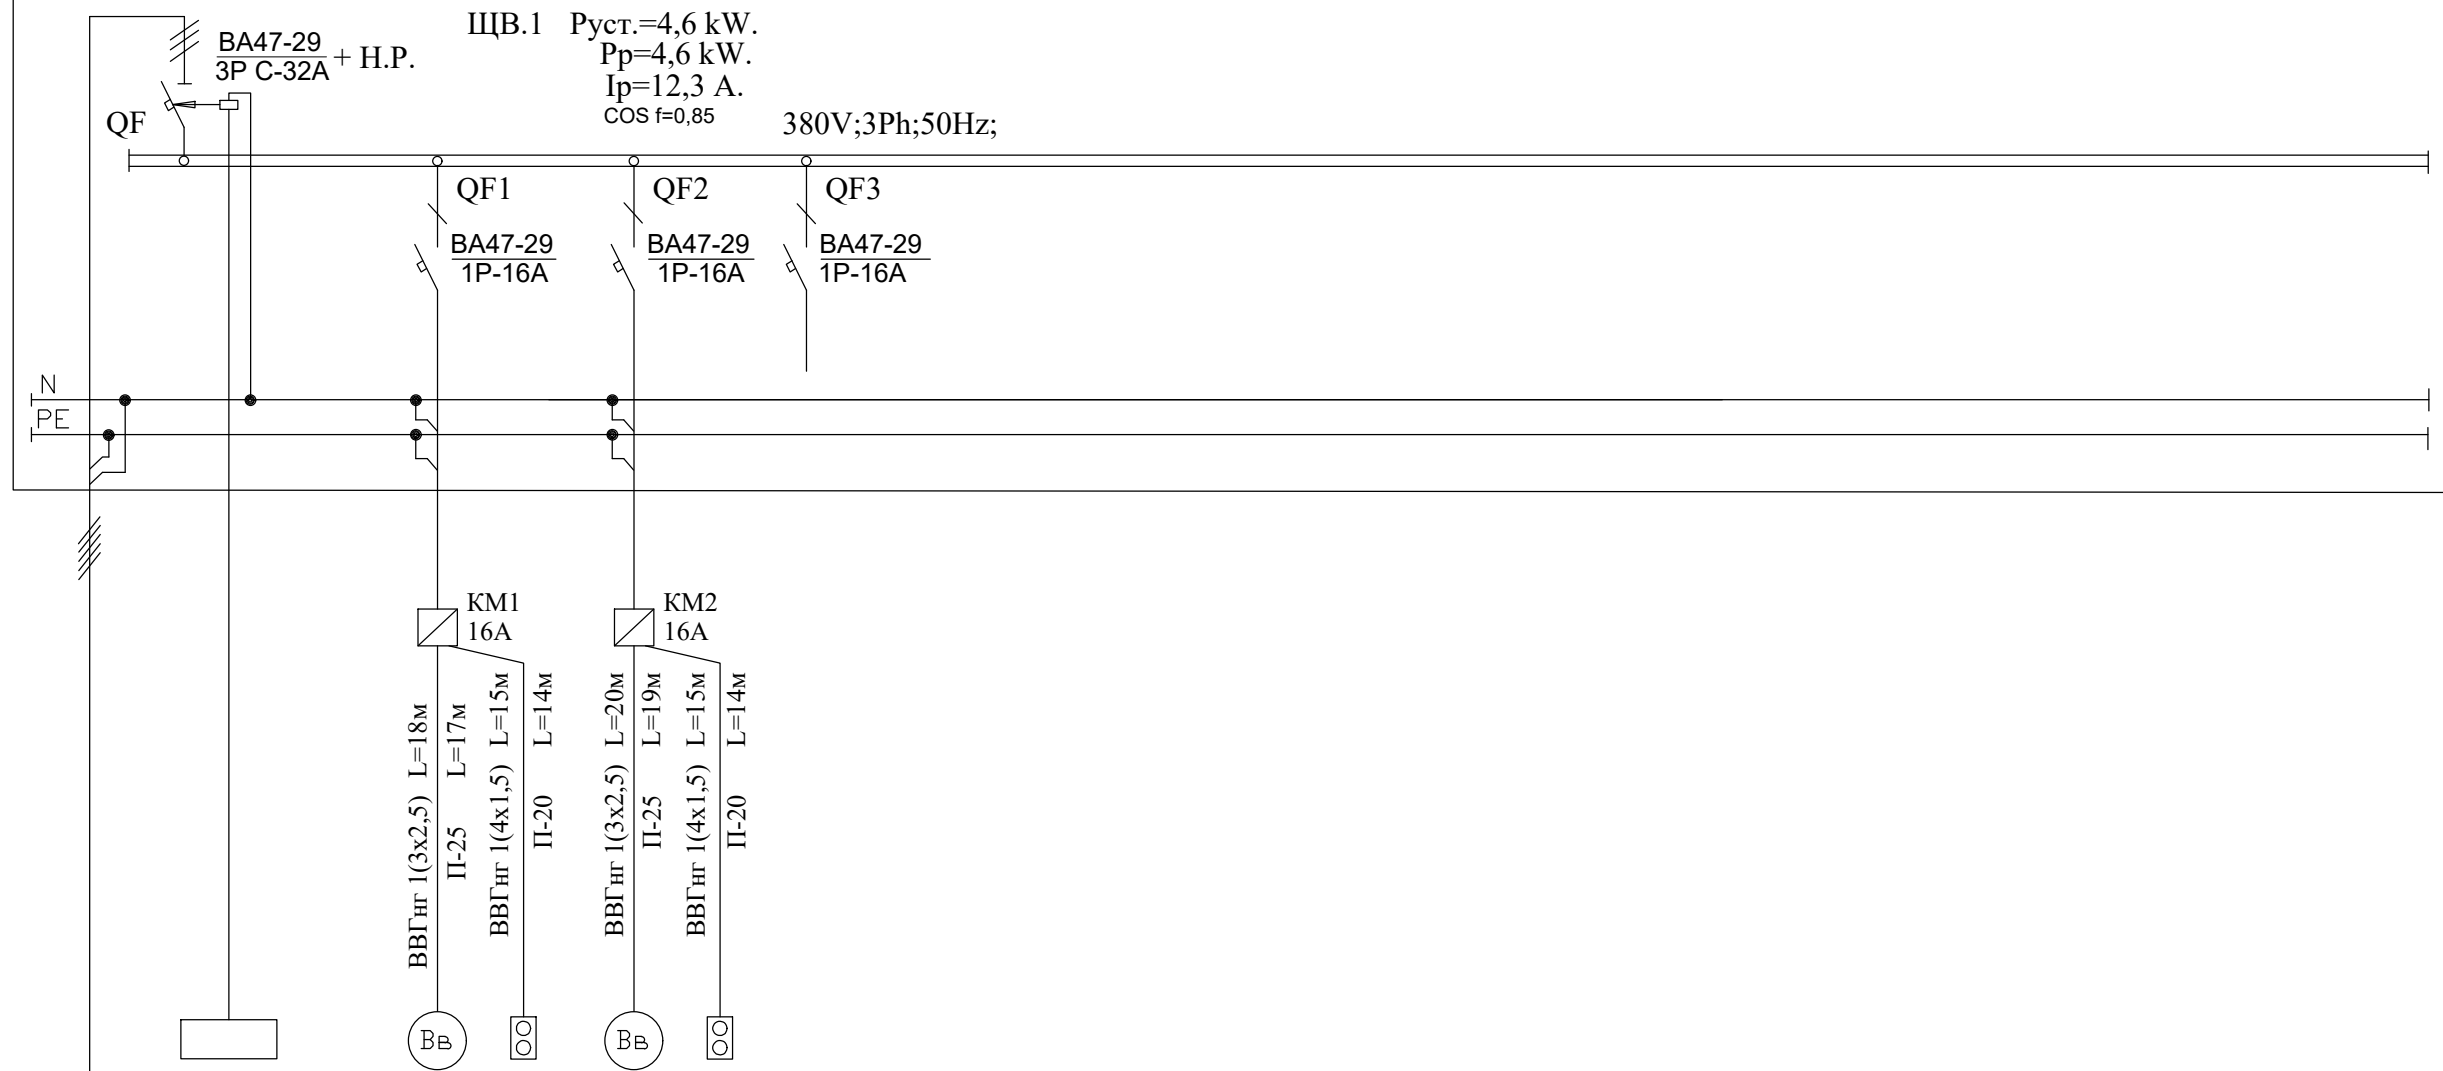 ЩВ.1 Руст.=4,6 kW.
Рр=4,6 kW.
Iр=12,3 А.
COS f=0,85
380V;3Ph;50Hz;
ВА47-29
3Р С-32А + Н.Р.
QF
QF1
ВА47-29
1Р-16А
QF2
ВА47-29
1Р-16А
QF3
ВА47-29
1Р-16А
N
PE
КМ1
16А
КМ2
16А
ВВГнг 1(3х2,5) L=18м
П-25 L=17м
ВВГнг 1(4х1,5) L=15м
П-20 L=14м
ВВГнг 1(3х2,5) L=20м
П-25 L=19м
ВВГнг 1(4х1,5) L=15м
П-20 L=14м
Вв
Вв